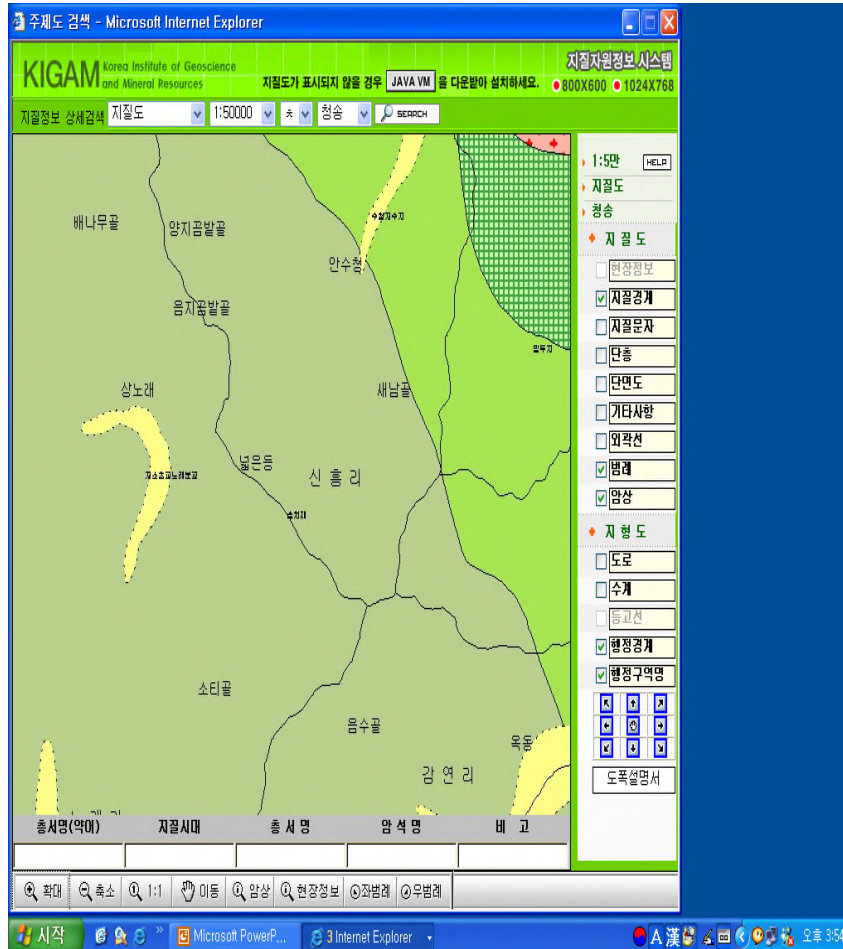 주제도 검색 - Microsoft Internet Explorer
KIGAM Korea Institute of Geoscience and Mineral Resources
지질도가 표시되지 않을 경우 JAVA VM 을 다운받아 설치하세요.
지질자원정보 시스템
800X600 1024X768
지질정보 상세검색 지질도 1:50000 ㅊ 청송 SEARCH
1:5만 HELP
지질도
청송
지 질 도
현장정보
지질경계
지질문자
단층
단면도
기타사항
외곽선
범례
암상
지 형 도
도로
수계
등고선
행정경계
행정구역명
도폭설명서
배나무골
양지곰발골
안수청
음지곰발골
상노래
새남골
넓은등
신 흥 리
소티골
음수골
옥동
감 연 리
층서명(약어) 지질시대 층 서 명 암 석 명 비 고
확대 축소 1:1 이동 암상 현장정보 좌범례 우범례
시작 Microsoft PowerP... 3 Internet Explorer A 漢 오후 3:54